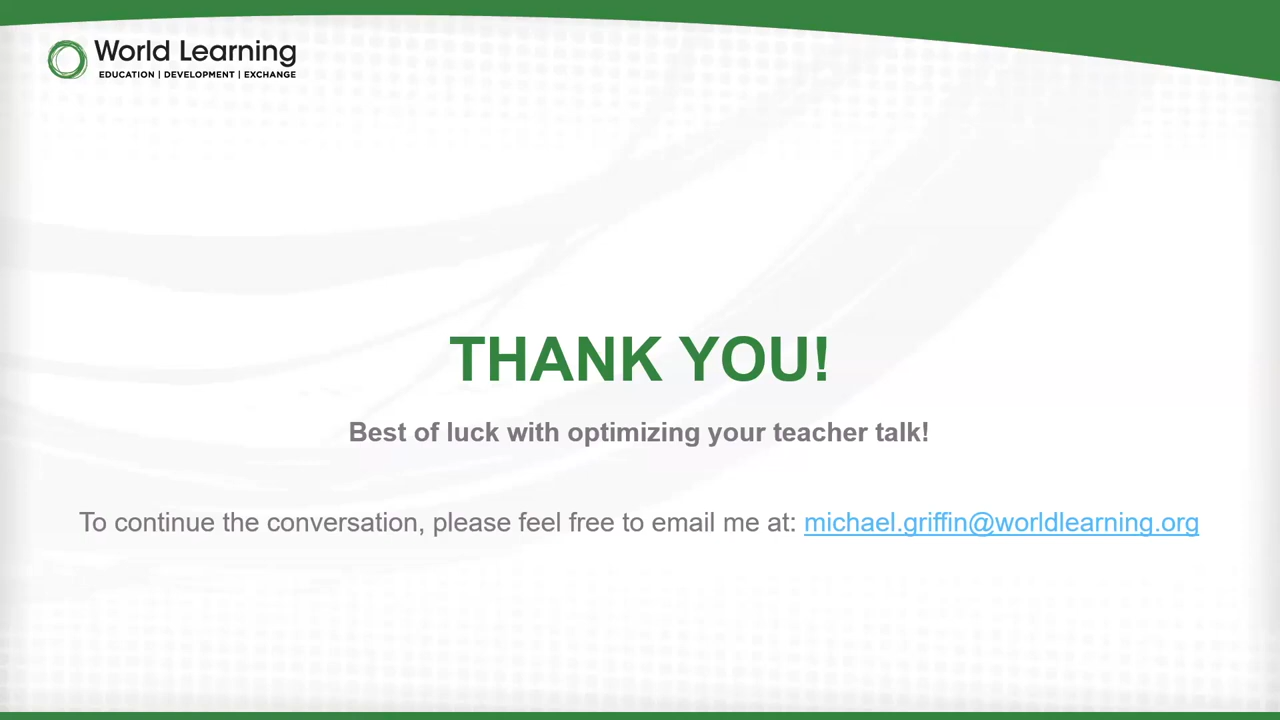 World Learning
EDUCATION | DEVELOPMENT | EXCHANGE
THANK YOU!
Best of luck with optimizing your teacher talk!
To continue the conversation, please feel free to email me at: michael.griffin@worldlearning.org